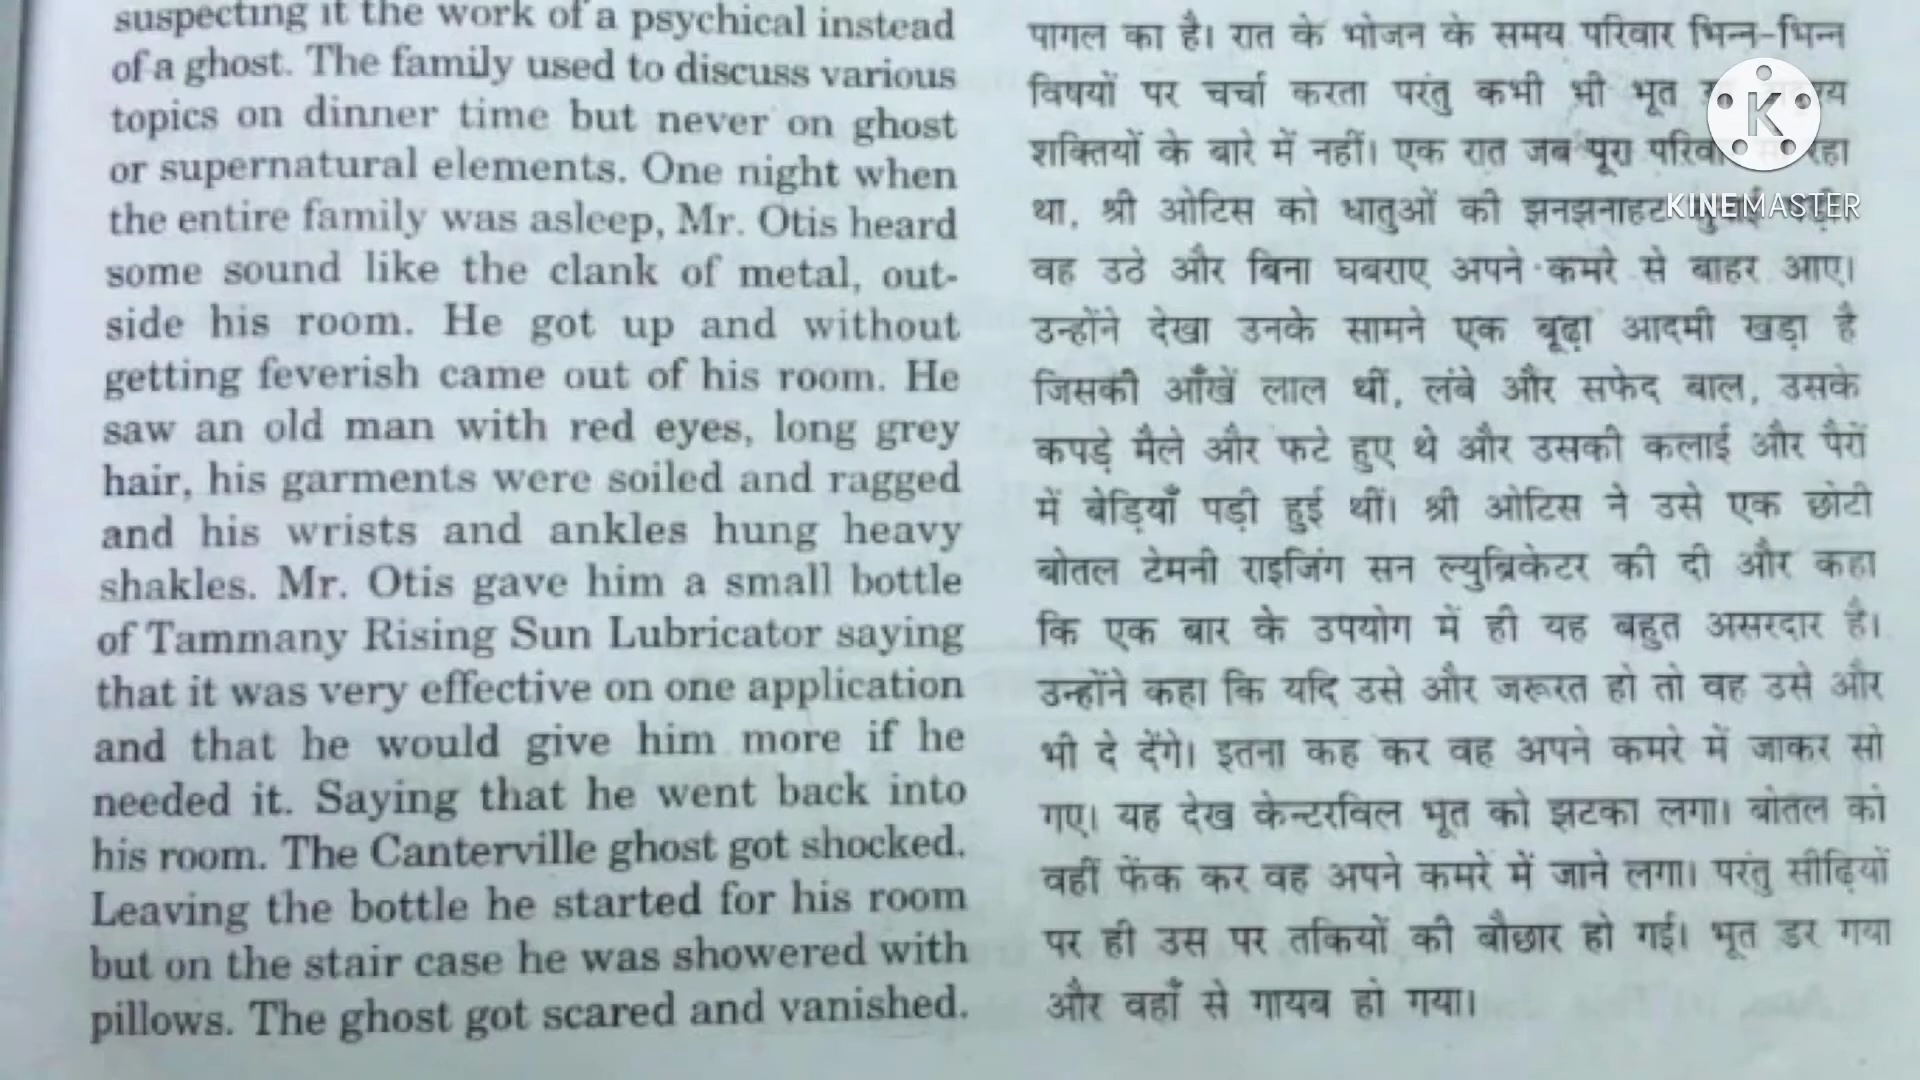 suspecting it the work of a psychical instead
of a ghost. The family used to discuss various
topics on dinner time but never on ghost
or supernatural elements. One night when
the entire family was asleep, Mr. Otis heard
some sound like the clank of metal, out-
side his room. He got up and without
getting feverish came out of his room. He
saw an old man with red eyes, long grey
hair, his garments were soiled and ragged
and his wrists and ankles hung heavy
shakles. Mr. Otis gave him a small bottle
of Tammany Rising Sun Lubricator saying
that it was very effective on one application
and that he would give him more if he
needed it. Saying that he went back into
his room. The Canterville ghost got shocked.
Leaving the bottle he started for his room
but on the stair case he was showered with
pillows. The ghost got scared and vanished.
पागल का है। रात के भोजन के समय परिवार भिन्न-भिन्न
विषयों पर चर्चा करता परंतु कभी भी भूत
शक्तियों के बारे में नहीं। एक रात जब पूरा रहा
था, श्री ओटिस को धातुओं की झनझनाहट
वह उठे और बिना घबराए अपने कमरे से बाहर आए।
उन्होंने देखा उनके सामने एक बूढ़ा आदमी खड़ा है
जिसकी आँखें लाल थीं, लंबे और सफेद बाल, उसके
कपड़े मैले और फटे हुए थे और उसकी कलाई और पैरों
में बेड़ियाँ पड़ी हुई थीं। श्री ओटिस ने उसे एक छोटी
बोतल टेमनी राइजिंग सन ल्युब्रिकेटर की दी और कहा
कि एक बार के उपयोग में ही यह बहुत असरदार है।
उन्होंने कहा कि यदि उसे और जरूरत हो तो वह उसे और
भी दे देंगे। इतना कह कर वह अपने कमरे में जाकर सो
गए। यह देख केन्टरविल भूत को झटका लगा। बोतल को
वहीं फेंक कर वह अपने कमरे में जाने लगा। परंतु सीढ़ियों
पर ही उस पर तकियों की बौछार हो गई। भूत डर गया
और वहाँ से गायब हो गया।
K
KINEMASTER